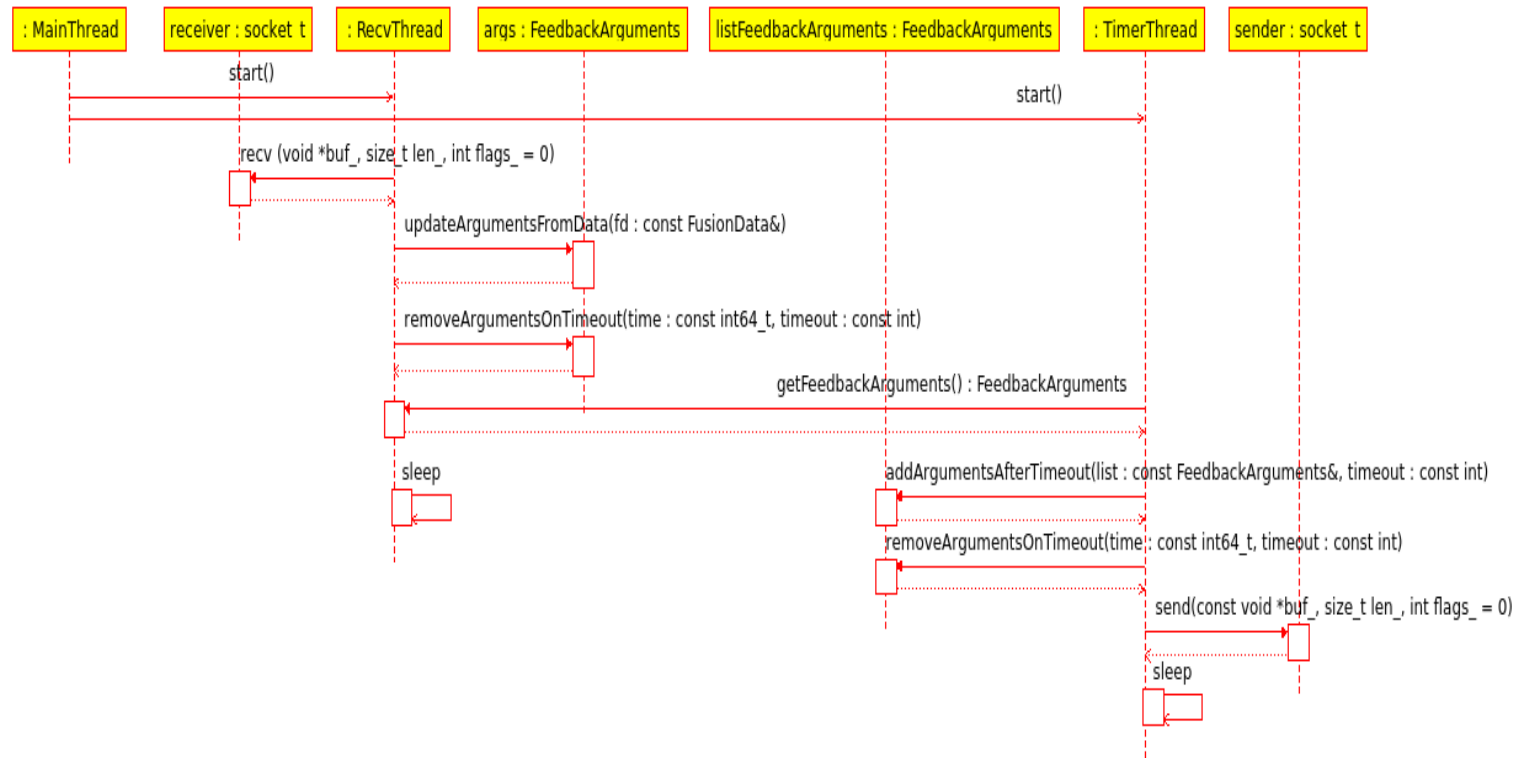 : MainThread
receiver : socket_t
: RecvThread
args : FeedbackArguments
listFeedbackArguments : FeedbackArguments
: TimerThread
sender : socket_t
start()
start()
recv (void *buf_, size_t len_, int flags_ = 0)
updateArgumentsFromData(fd : const FusionData&)
removeArgumentsOnTimeout(time : const int64_t, timeout : const int)
getFeedbackArguments() : FeedbackArguments
sleep
addArgumentsAfterTimeout(list : const FeedbackArguments&, timeout : const int)
removeArgumentsOnTimeout(time : const int64_t, timeout : const int)
send(const void *buf_, size_t len_, int flags_ = 0)
sleep